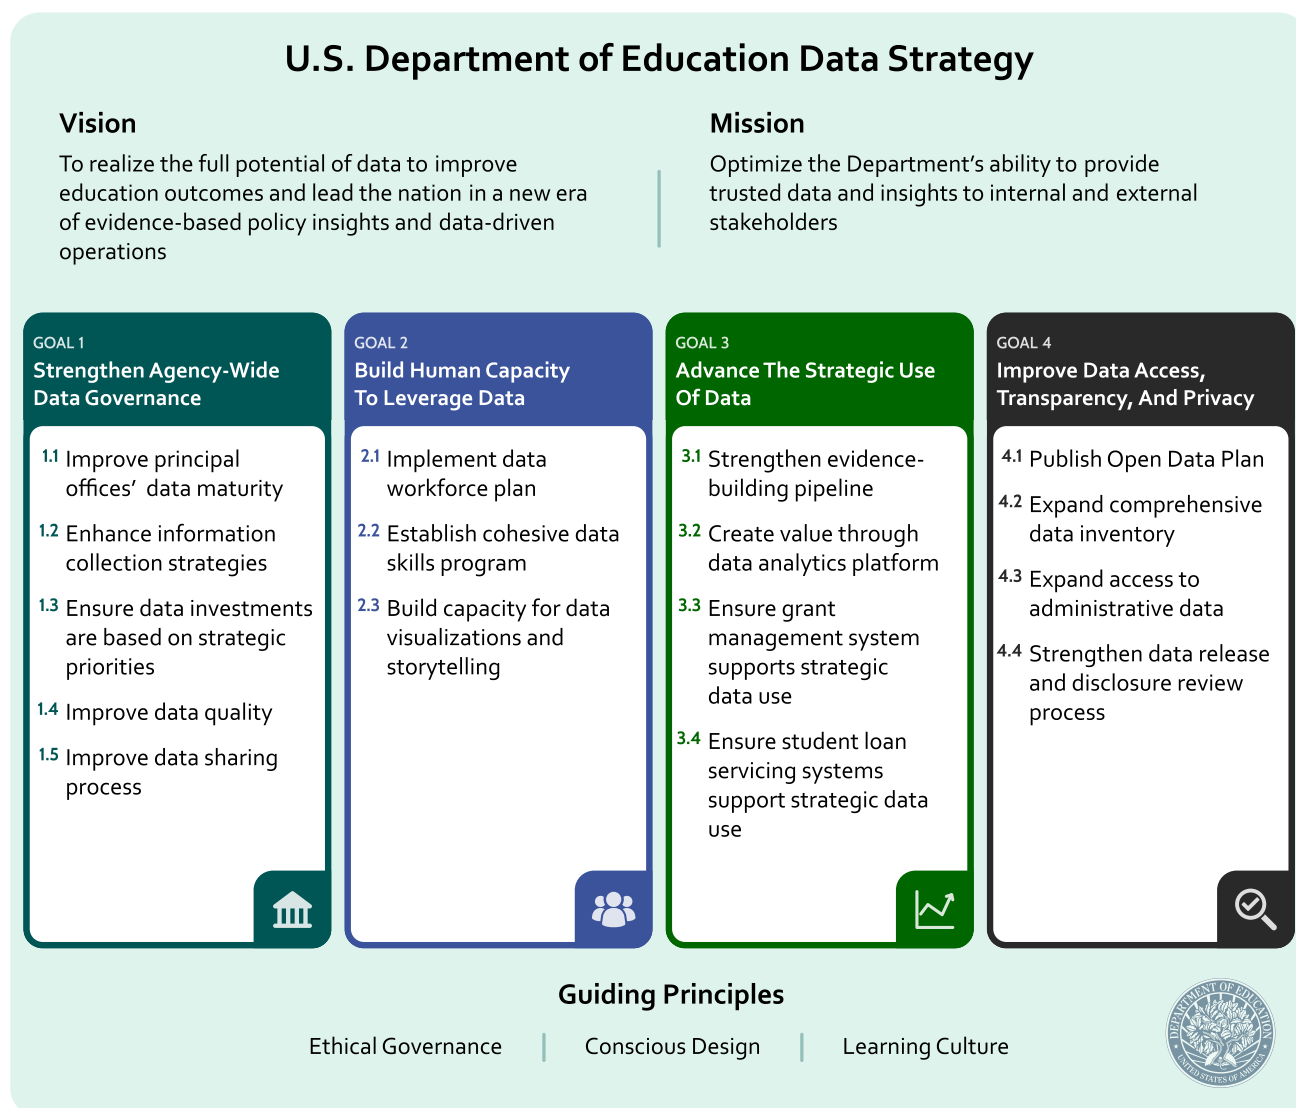 U.S. Department of Education Data Strategy
Vision
To realize the full potential of data to improve
education outcomes and lead the nation in a new era
of evidence-based policy insights and data-driven
operations
Mission
Optimize the Department’s ability to provide
trusted data and insights to internal and external
stakeholders
GOAL 1
Strengthen Agency-Wide
Data Governance
1.1 Improve principal
offices’ data maturity
1.2 Enhance information
collection strategies
1.3 Ensure data investments
are based on strategic
priorities
1.4 Improve data quality
1.5 Improve data sharing
process
GOAL 2
Build Human Capacity
To Leverage Data
2.1 Implement data
workforce plan
2.2 Establish cohesive data
skills program
2.3 Build capacity for data
visualizations and
storytelling
GOAL 3
Advance The Strategic Use
Of Data
3.1 Strengthen evidence-
building pipeline
3.2 Create value through
data analytics platform
3.3 Ensure grant
management system
supports strategic
data use
3.4 Ensure student loan
servicing systems
support strategic data
use
GOAL 4
Improve Data Access,
Transparency, And Privacy
4.1 Publish Open Data Plan
4.2 Expand comprehensive
data inventory
4.3 Expand access to
administrative data
4.4 Strengthen data release
and disclosure review
process
Guiding Principles
Ethical Governance
Conscious Design
Learning Culture
DEPARTMENT OF EDUCATION
UNITED STATES OF AMERICA